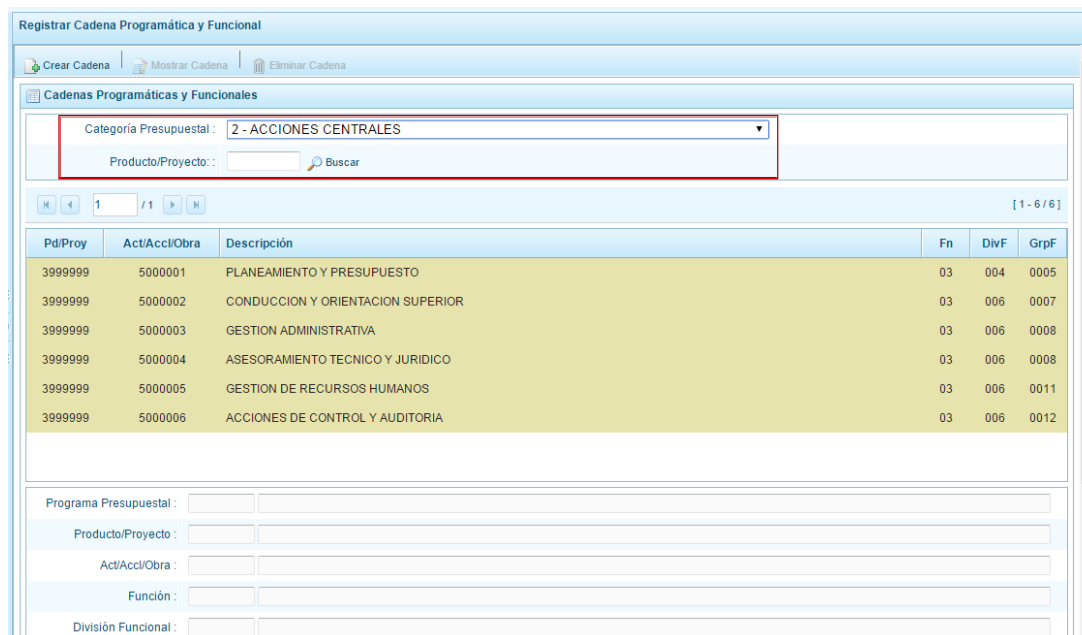 Registrar Cadena Programática y Funcional
Crear Cadena Mostrar Cadena Eliminar Cadena
Cadenas Programáticas y Funcionales
Categoría Presupuestal : 2 - ACCIONES CENTRALES
Producto/Proyecto: : Buscar
1 / 1 [ 1 - 6 / 6 ]
Pd/Proy Act/AccI/Obra Descripción Fn DivF GrpF
3999999 5000001 PLANEAMIENTO Y PRESUPUESTO 03 004 0005
3999999 5000002 CONDUCCION Y ORIENTACION SUPERIOR 03 006 0007
3999999 5000003 GESTION ADMINISTRATIVA 03 006 0008
3999999 5000004 ASESORAMIENTO TECNICO Y JURIDICO 03 006 0008
3999999 5000005 GESTION DE RECURSOS HUMANOS 03 006 0011
3999999 5000006 ACCIONES DE CONTROL Y AUDITORIA 03 006 0012
Programa Presupuestal :
Producto/Proyecto :
Act/AccI/Obra :
Función :
División Funcional :